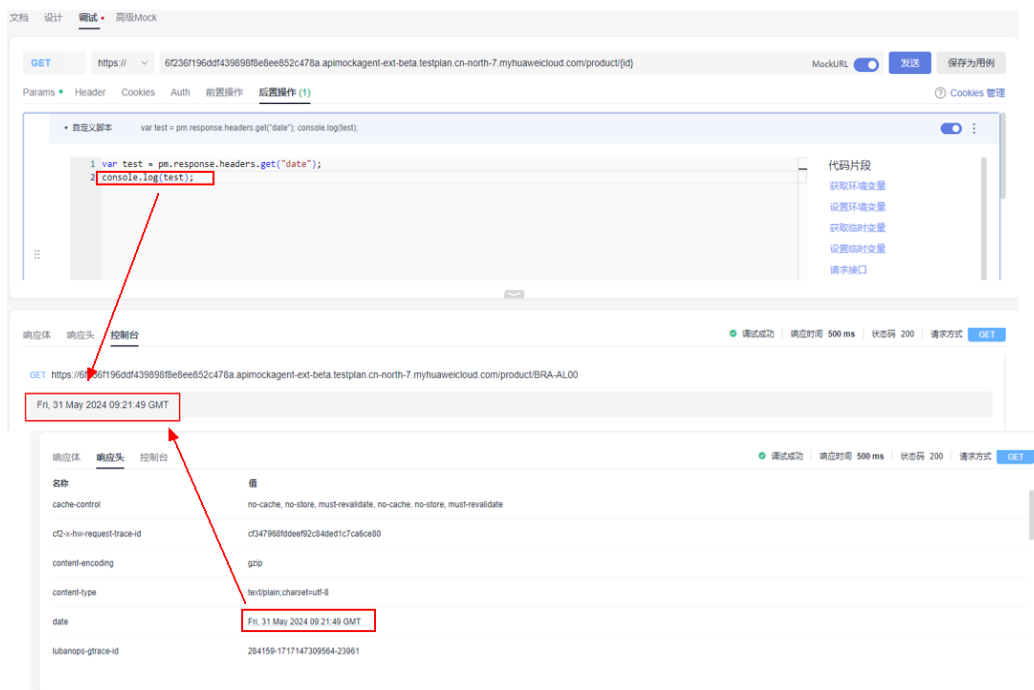 文档 设计 调试 高级Mock
GET https:// 6f236f196ddf439898f8e8ee852c478a.apimockagent-ext-beta.testplan.cn-north-7.myhuaweicloud.com/product/{id} MockURL 发送 保存为用例
Params Header Cookies Auth 前置操作 后置操作 (1) Cookies 管理
自定义脚本 var test = pm.response.headers.get("date"); console.log(test);
1 var test = pm.response.headers.get("date");
2 console.log(test);
代码片段
获取环境变量
设置环境变量
获取临时变量
设置临时变量
请求接口
响应体 响应头 控制台 调试成功 响应时间 500 ms 状态码 200 请求方式 GET
GET https://6f236f196ddf439898f8e8ee852c478a.apimockagent-ext-beta.testplan.cn-north-7.myhuaweicloud.com/product/BRA-AL00
Fri, 31 May 2024 09:21:49 GMT
响应体 响应头 控制台 调试成功 响应时间 500 ms 状态码 200 请求方式 GET
名称 值
cache-control no-cache, no-store, must-revalidate, no-cache, no-store, must-revalidate
cf2-x-hw-request-trace-id cf347968fddeef92c84ded1c7ca6ce80
content-encoding gzip
content-type text/plain;charset=utf-8
date Fri, 31 May 2024 09:21:49 GMT
lubanops-gtrace-id 284159-1717147309564-23961